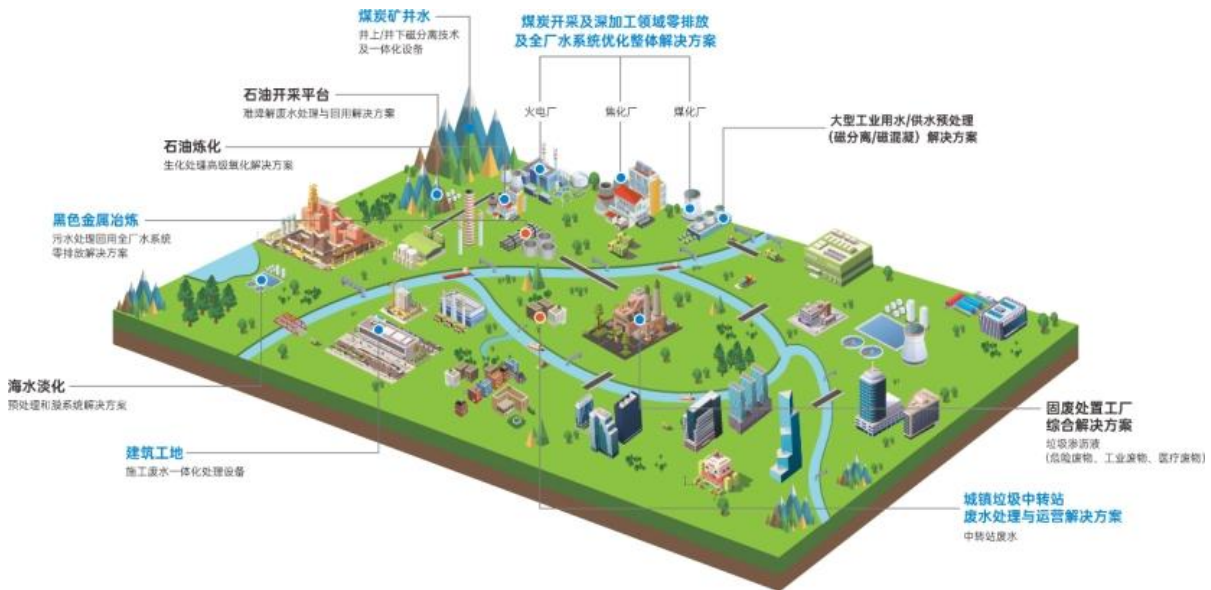 煤炭矿井水
井上/井下磁分离技术
及一体化设备
煤炭开采及深加工领域零排放
及全厂水系统优化整体解决方案
火电厂
焦化厂
煤化厂
石油开采平台
难降解废水处理与回用解决方案
大型工业用水/供水预处理
(磁分离/磁混凝) 解决方案
石油炼化
生化处理高级氧化解决方案
黑色金属冶炼
污水处理回用全厂水系统
零排放解决方案
海水淡化
预处理和膜系统解决方案
建筑工地
施工废水一体化处理设备
固废处置工厂
综合解决方案
垃圾渗沥液
(危险废物、工业废物、医疗废物)
城镇垃圾中转站
废水处理与运营解决方案
中转站废水